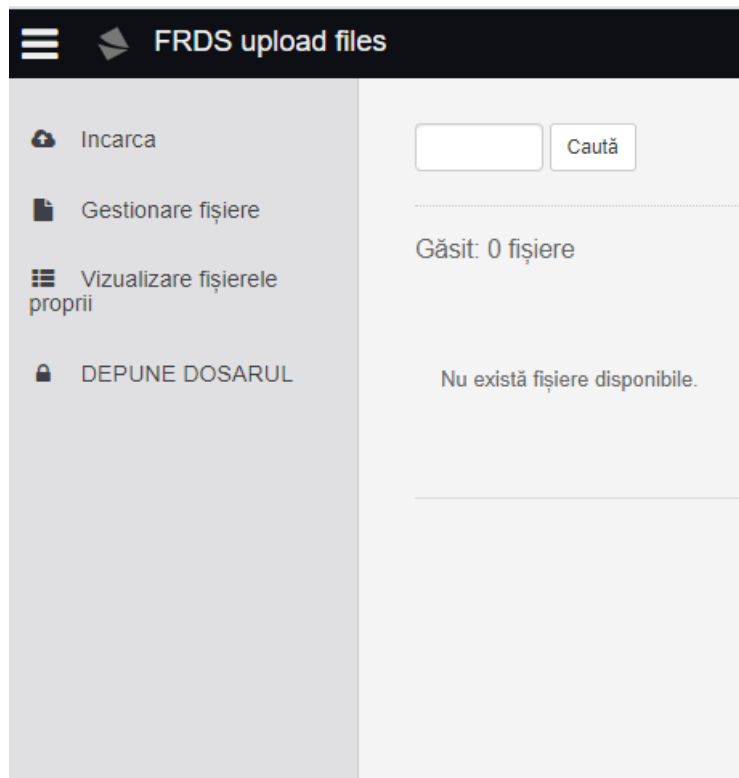 FRDS upload files
Incarca
Gestionare fișiere
Vizualizare fișierele
proprii
DEPUNE DOSARUL
Caută
Găsit: 0 fișiere
Nu există fișiere disponibile.